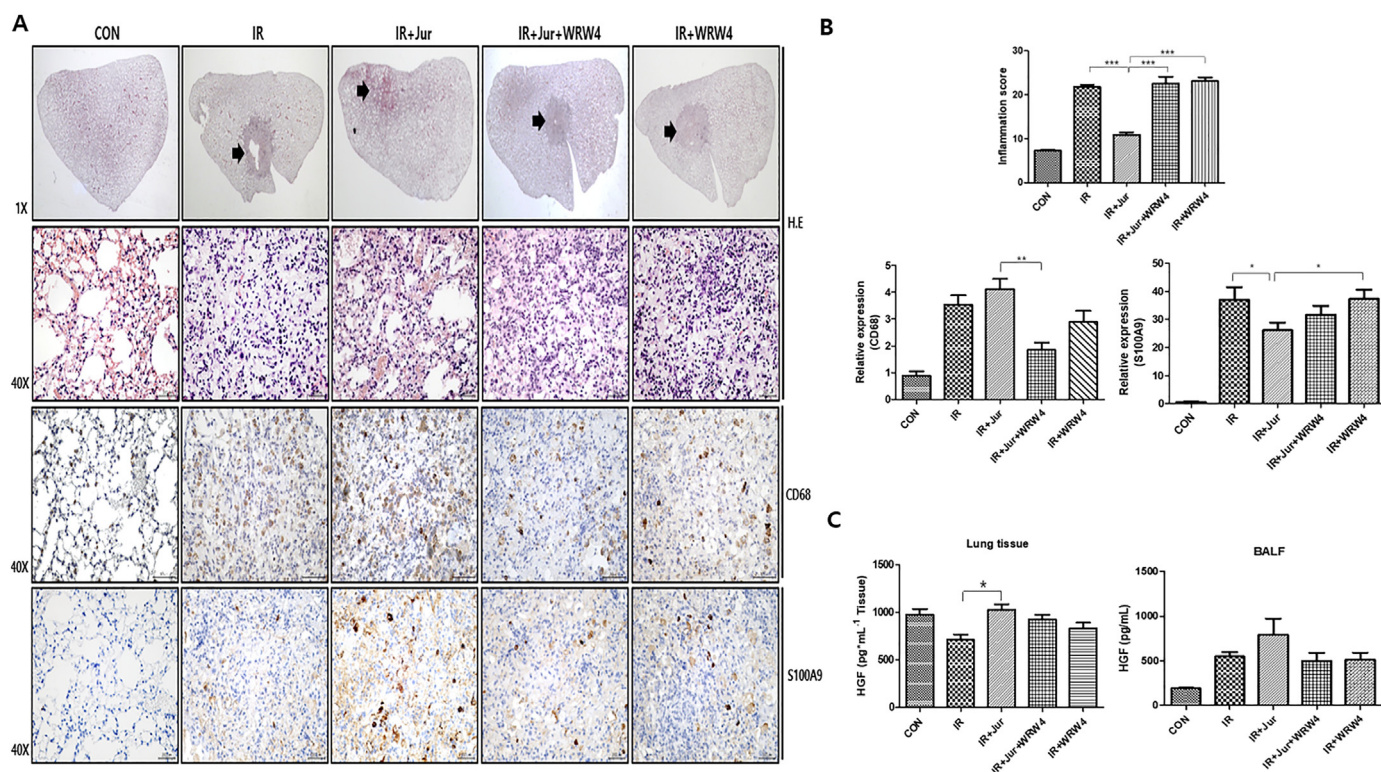 A
CON IR IR+Jur IR+Jur+WRW4 IR+WRW4
1X
H.E
40X
40X
CD68
40X
S100A9
B
Inflammation score
30
20
10
0
*** *** ***
CON IR IR+Jur IR+Jur+WRW4 IR+WRW4
Relative expression
(CD68)
5
4
3
2
1
0
**
CON IR IR+Jur IR+Jur+WRW4 IR+WRW4
Relative expression
(S100A9)
50
40
30
20
10
0
* *
CON IR IR+Jur IR+Jur+WRW4 IR+WRW4
C
Lung tissue
HGF (pg*mL⁻¹ Tissue)
1500
1000
500
0
*
CON IR IR+Jur IR+Jur+WRW4 IR+WRW4
BALF
HGF (pg/mL)
1500
1000
500
0
CON IR IR+Jur IR+Jur+WRW4 IR+WRW4